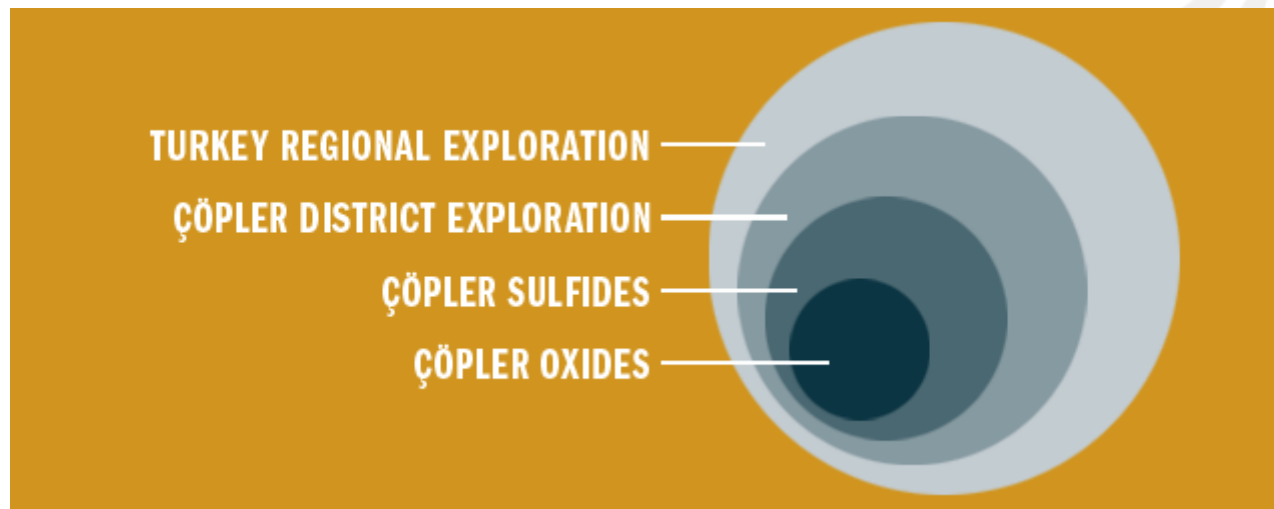 TURKEY REGIONAL EXPLORATION
ÇÖPLER DISTRICT EXPLORATION
ÇÖPLER SULFIDES
ÇÖPLER OXIDES